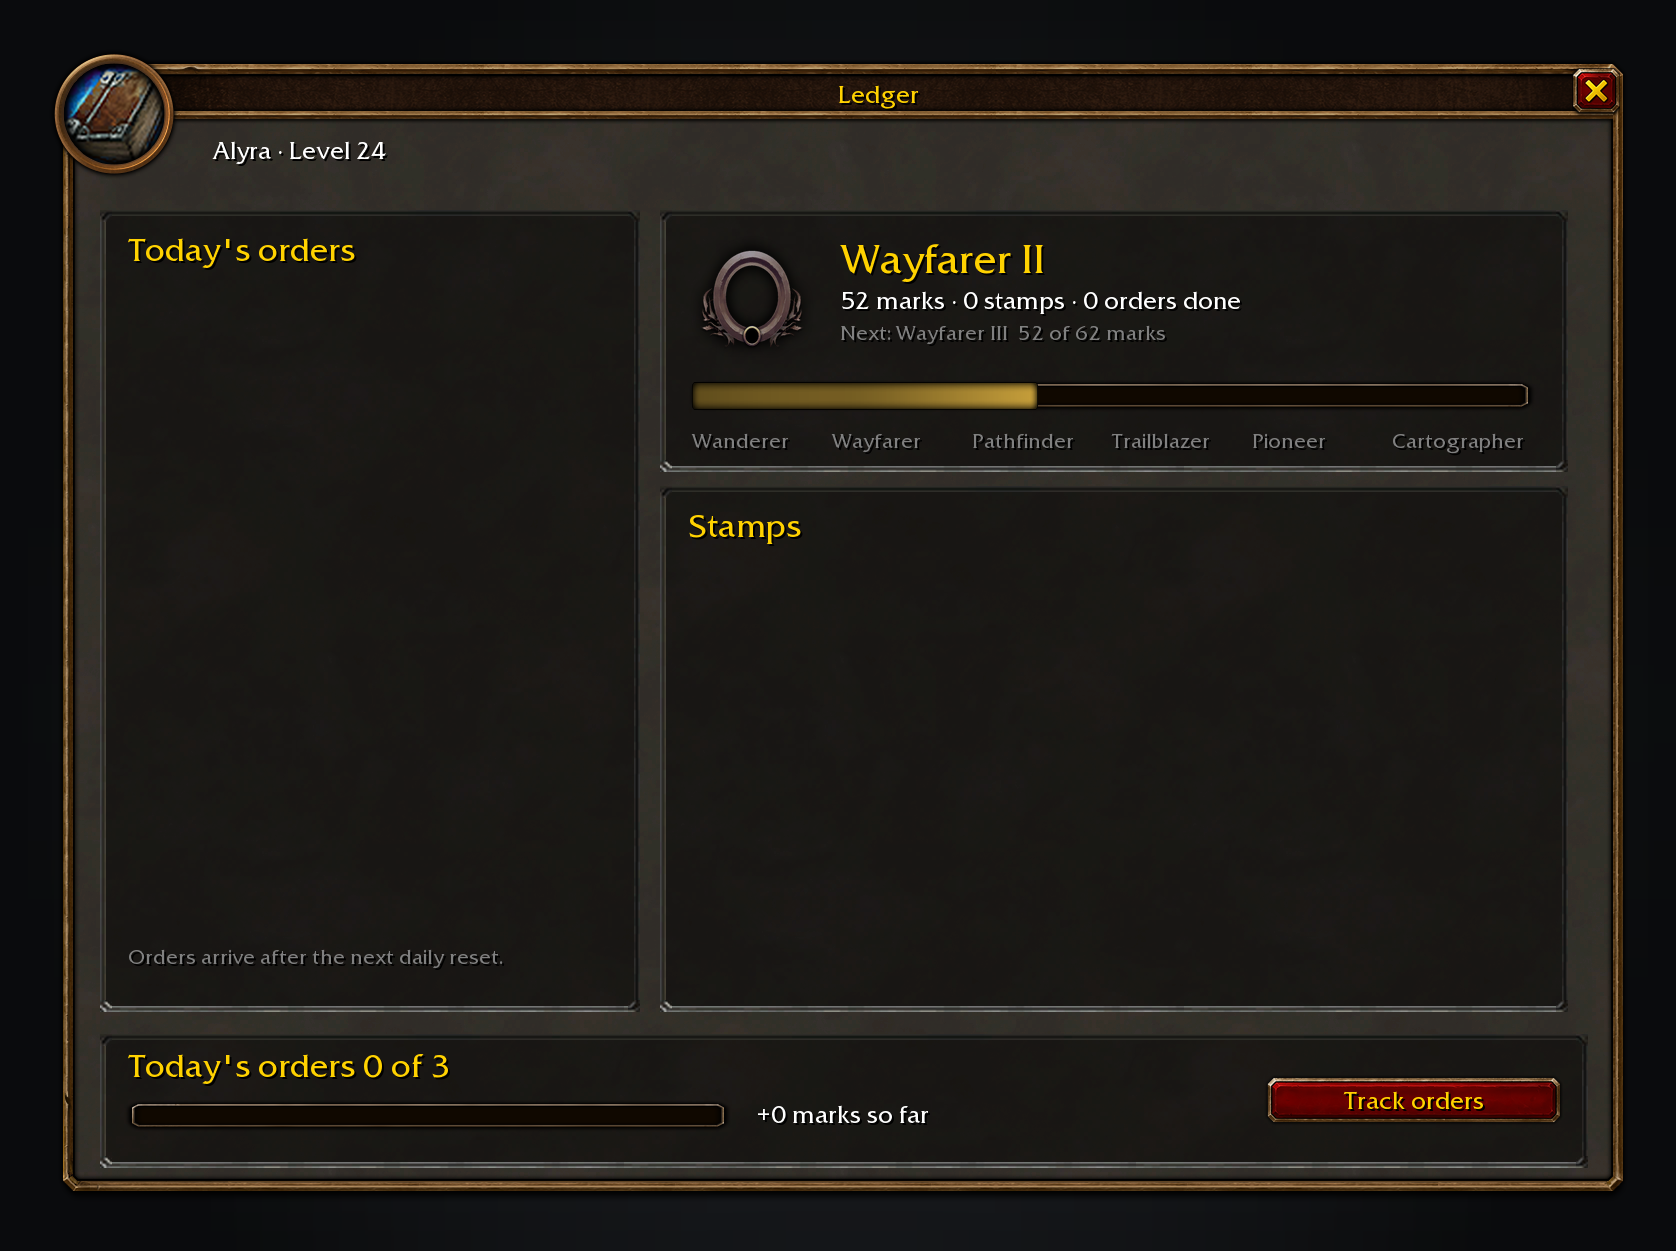 Ledger
Alyra · Level 24
Today's orders
Orders arrive after the next daily reset.
Wayfarer II
52 marks · 0 stamps · 0 orders done
Next: Wayfarer III 52 of 62 marks
Wanderer Wayfarer Pathfinder Trailblazer Pioneer Cartographer
Stamps
Today's orders 0 of 3
+0 marks so far
Track orders